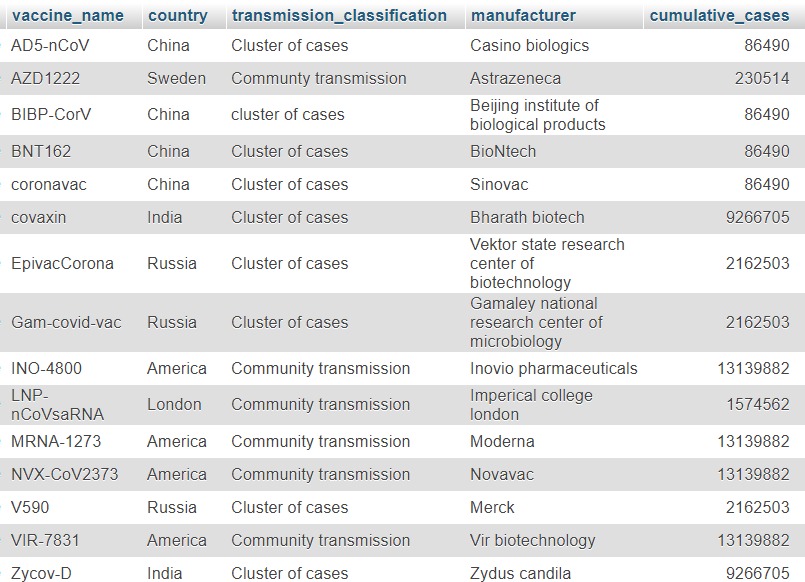 vaccine_name country transmission_classification manufacturer cumulative_cases
AD5-nCoV China Cluster of cases Casino biologics 86490
AZD1222 Sweden Communty transmission Astrazeneca 230514
BIBP-CorV China cluster of cases Beijing institute of
biological products 86490
BNT162 China Cluster of cases BioNtech 86490
coronavac China Cluster of cases Sinovac 86490
covaxin India Cluster of cases Bharath biotech 9266705
EpivacCorona Russia Cluster of cases Vektor state research
center of
biotechnology 2162503
Gam-covid-vac Russia Cluster of cases Gamaley national
research center of
microbiology 2162503
INO-4800 America Community transmission Inovio pharmaceuticals 13139882
LNP-
nCoVsaRNA London Community transmission Imperical college
london 1574562
MRNA-1273 America Community transmission Moderna 13139882
NVX-CoV2373 America Community transmission Novavac 13139882
V590 Russia Cluster of cases Merck 2162503
VIR-7831 America Community transmission Vir biotechnology 13139882
Zycov-D India Cluster of cases Zydus candila 9266705